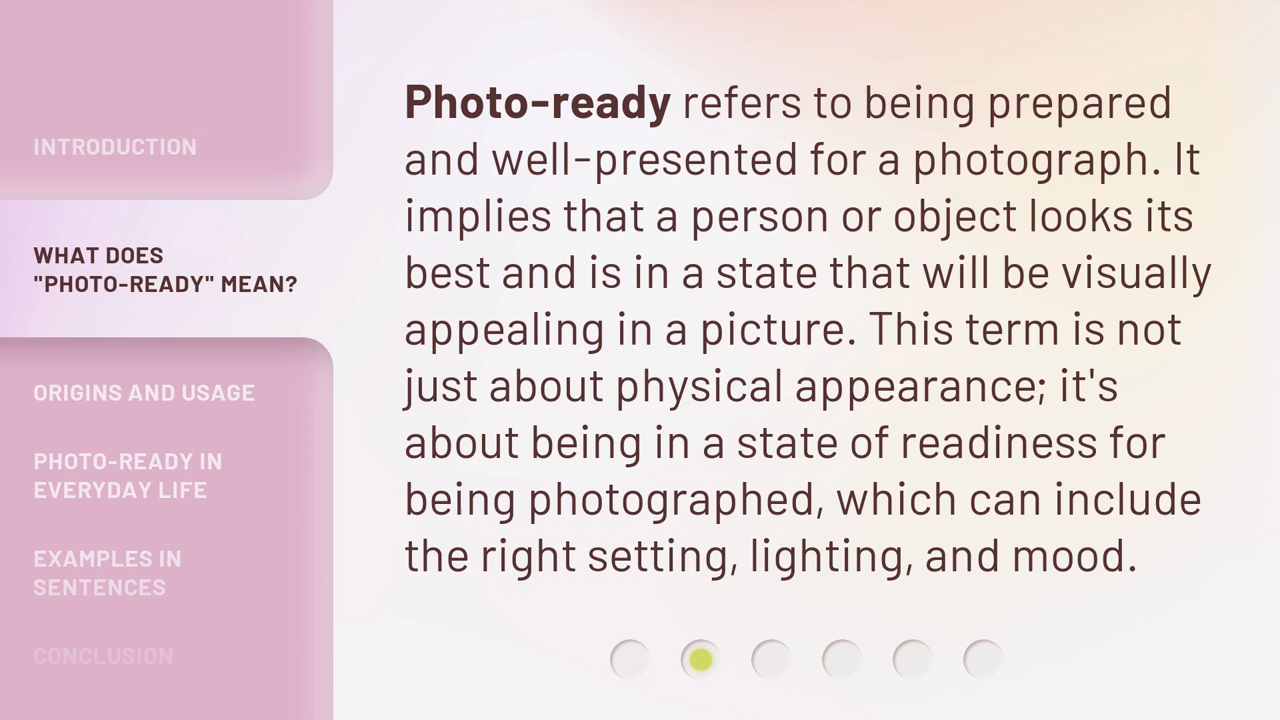 INTRODUCTION
WHAT DOES
"PHOTO-READY" MEAN?
ORIGINS AND USAGE
PHOTO-READY IN
EVERYDAY LIFE
EXAMPLES IN
SENTENCES
CONCLUSION
Photo-ready refers to being prepared
and well-presented for a photograph. It
implies that a person or object looks its
best and is in a state that will be visually
appealing in a picture. This term is not
just about physical appearance; it's
about being in a state of readiness for
being photographed, which can include
the right setting, lighting, and mood.